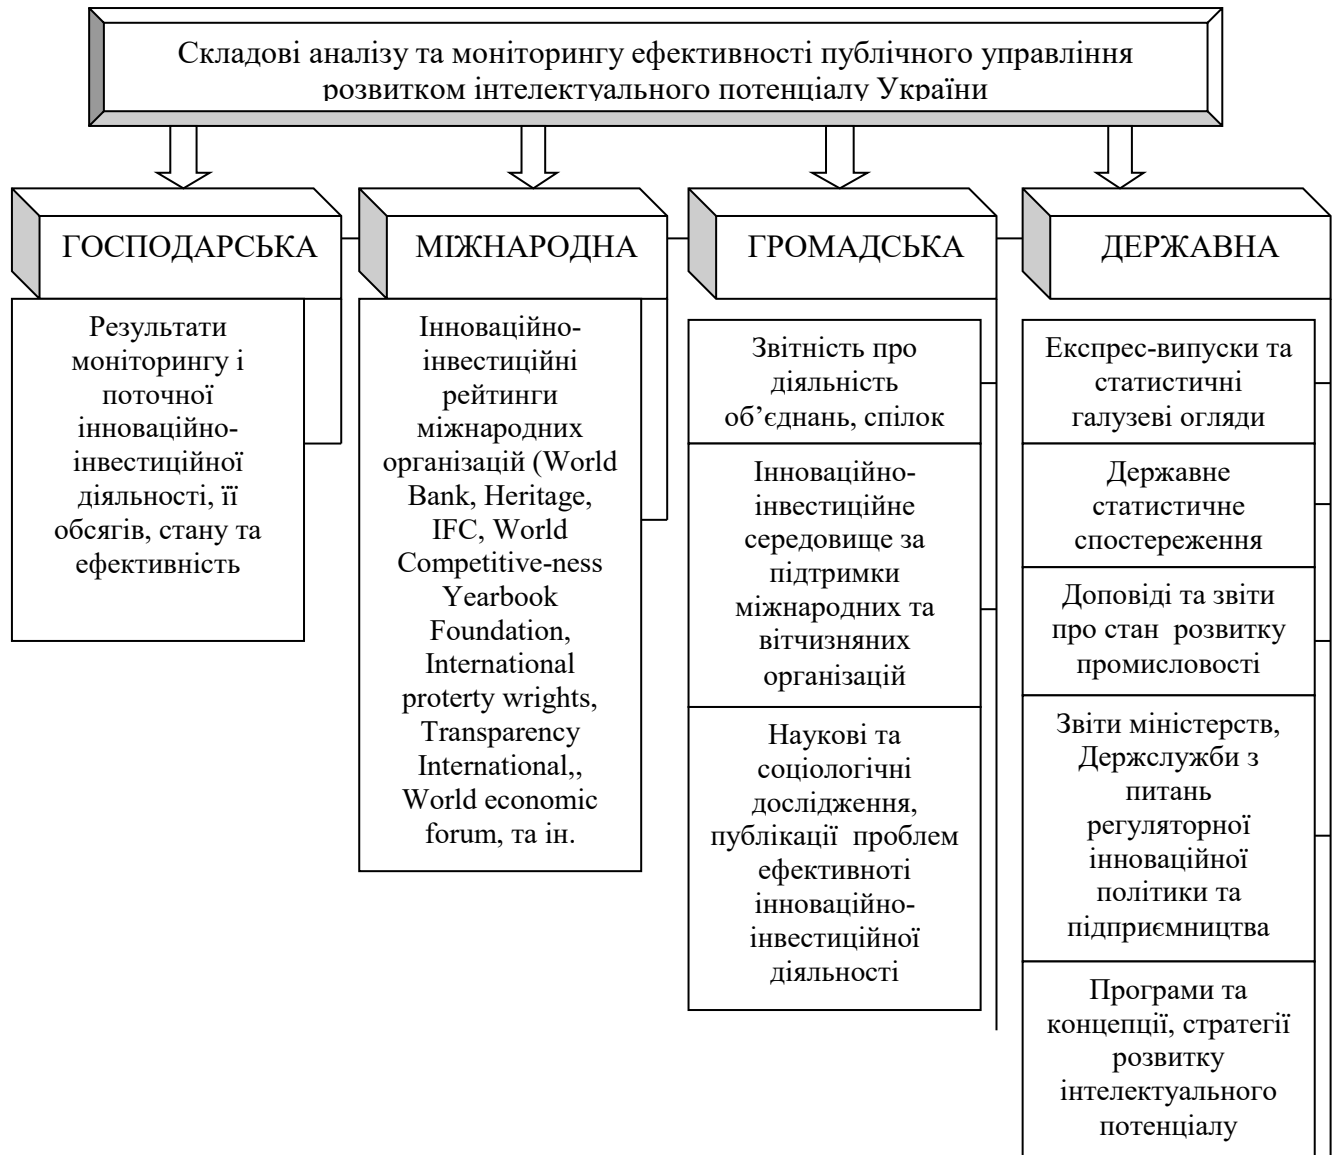 Складові аналізу та моніторингу ефективності публічного управління
розвитком інтелектуального потенціалу України
ГОСПОДАРСЬКА
МІЖНАРОДНА
ГРОМАДСЬКА
ДЕРЖАВНА
Результати
моніторингу і
поточної
інноваційно-
інвестиційної
діяльності, її
обсягів, стану та
ефективність
Інноваційно-
інвестиційні
рейтинги
міжнародних
організацій (World
Bank, Heritage,
IFC, World
Competitive-ness
Yearbook
Foundation,
International
proterty wrights,
Transparency
International,,
World economic
forum, та ін.
Звітність про
діяльність
об’єднань, спілок
Інноваційно-
інвестиційне
середовище за
підтримки
міжнародних та
вітчизняних
організацій
Наукові та
соціологічні
дослідження,
публікації проблем
ефективноті
інноваційно-
інвестиційної
діяльності
Експрес-випуски та
статистичні
галузеві огляди
Державне
статистичне
спостереження
Доповіді та звіти
про стан розвитку
промисловості
Звіти міністерств,
Держслужби з
питань
регуляторної
інноваційної
політики та
підприємництва
Програми та
концепції, стратегії
розвитку
інтелектуального
потенціалу